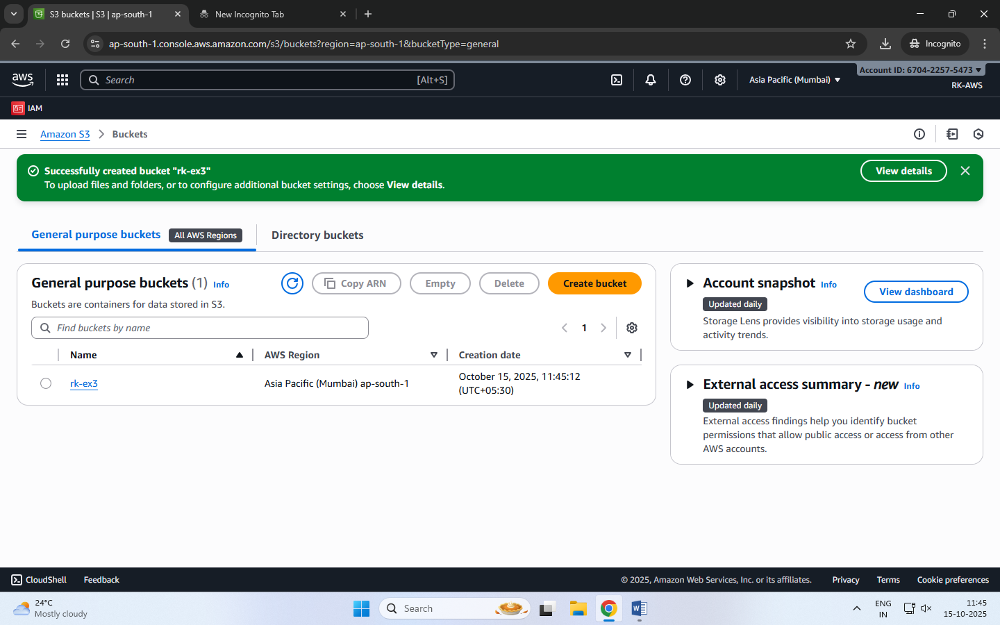 S3 buckets | S3 | ap-south-1
New Incognito Tab
ap-south-1.console.aws.amazon.com/s3/buckets?region=ap-south-1&bucketType=general
Incognito
aws
Search
[Alt+S]
Asia Pacific (Mumbai)
Account ID: 6704-2257-5473
RK-AWS
IAM
Amazon S3
Buckets
Successfully created bucket "rk-ex3"
To upload files and folders, or to configure additional bucket settings, choose View details.
View details
General purpose buckets
All AWS Regions
Directory buckets
General purpose buckets (1) Info
Copy ARN
Empty
Delete
Create bucket
Buckets are containers for data stored in S3.
Find buckets by name
1
Name
AWS Region
Creation date
rk-ex3
Asia Pacific (Mumbai) ap-south-1
October 15, 2025, 11:45:12
(UTC+05:30)
Account snapshot Info
View dashboard
Updated daily
Storage Lens provides visibility into storage usage and
activity trends.
External access summary - new Info
Updated daily
External access findings help you identify bucket
permissions that allow public access or access from other
AWS accounts.
CloudShell
Feedback
© 2025, Amazon Web Services, Inc. or its affiliates.
Privacy
Terms
Cookie preferences
24°C
Mostly cloudy
Search
ENG
IN
11:45
15-10-2025